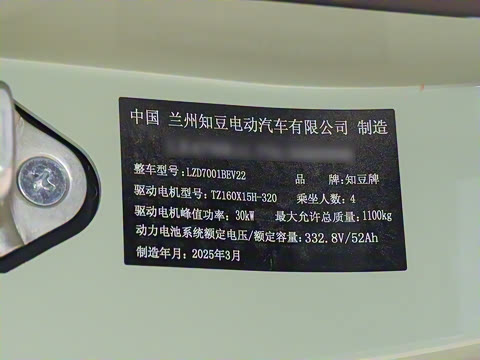 中国 兰州知豆电动汽车有限公司 制造
整车型号:LZD7001BEV22 品 牌:知豆牌
驱动电机型号:TZ160X15H-320 乘坐人数:4
驱动电机峰值功率:30kW 最大允许总质量:1100kg
动力电池系统额定电压/额定容量:332.8V/52Ah
制造年月:2025年3月